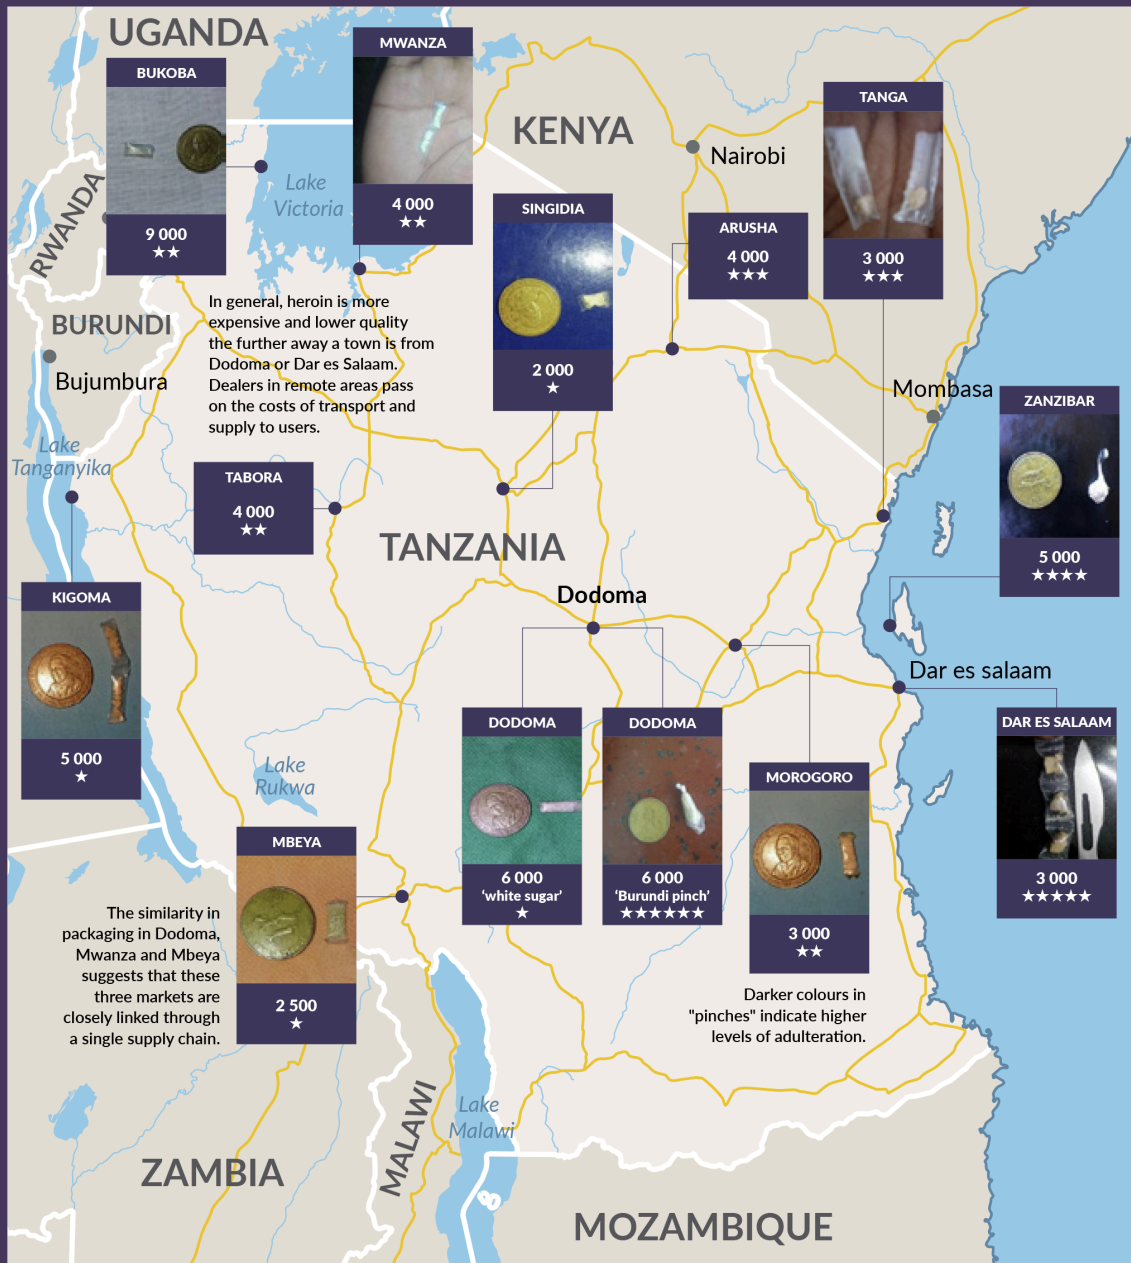 UGANDA
BUKOBA
9 000
★★
MWANZA
4 000
★★
KENYA
Nairobi
TANGA
3 000
★★★
Lake
Victoria
RWANDA
SINGIDIA
2 000
★
ARUSHA
4 000
★★★
In general, heroin is more
expensive and lower quality
the further away a town is from
Dodoma or Dar es Salaam.
Dealers in remote areas pass
on the costs of transport and
supply to users.
BURUNDI
Bujumbura
Mombasa
ZANZIBAR
5 000
★★★★
Lake
Tanganyika
TABORA
4 000
★★
TANZANIA
Dodoma
KIGOMA
5 000
★
Dar es salaam
DAR ES SALAAM
3 000
★★★★★
DODOMA
6 000
‘white sugar’
★
DODOMA
6 000
‘Burundi pinch’
★★★★★★
MOROGORO
3 000
★★
Lake
Rukwa
MBEYA
2 500
★
The similarity in
packaging in Dodoma,
Mwanza and Mbeya
suggests that these
three markets are
closely linked through
a single supply chain.
Darker colours in
"pinches" indicate higher
levels of adulteration.
MALAWI
Lake
Malawi
ZAMBIA
MOZAMBIQUE